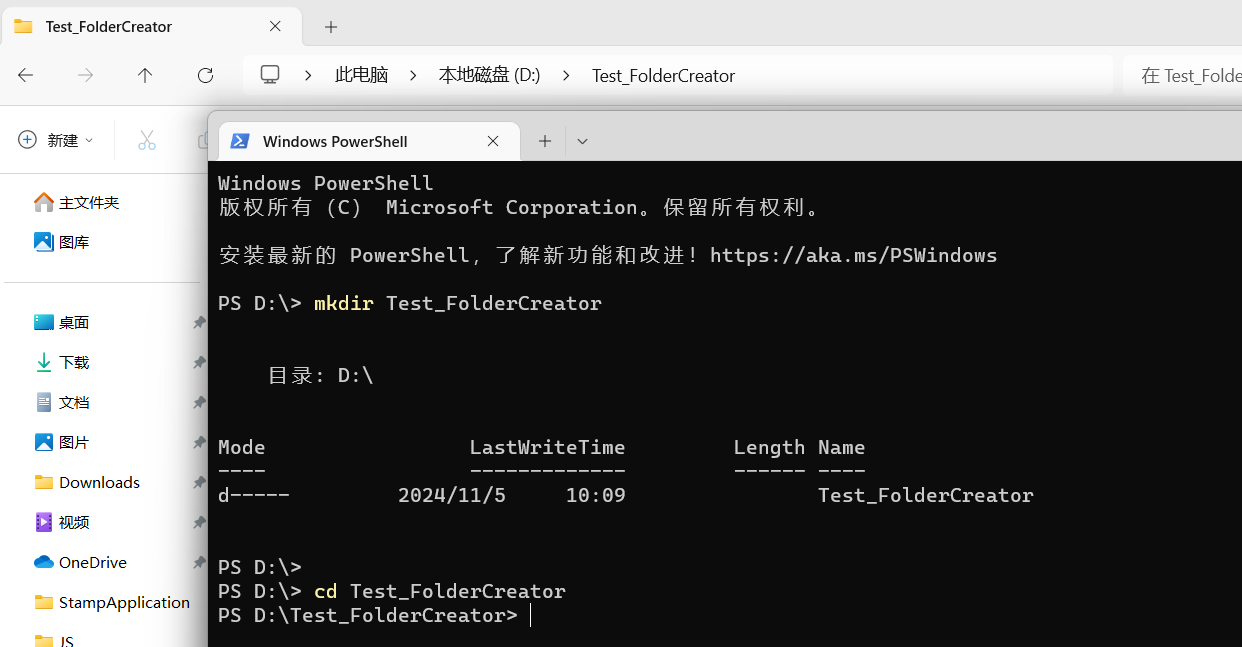 Test_FolderCreator
此电脑 > 本地磁盘 (D:) > Test_FolderCreator
在 Test_Folde
新建
主文件夹
图库
桌面
下载
文档
图片
Downloads
视频
OneDrive
StampApplication
JS
Windows PowerShell
Windows PowerShell
版权所有 (C) Microsoft Corporation。保留所有权利。
安装最新的 PowerShell，了解新功能和改进！https://aka.ms/PSWindows
PS D:\> mkdir Test_FolderCreator
目录: D:\
Mode LastWriteTime Length Name
---- ------------- ------ ----
d----- 2024/11/5 10:09 Test_FolderCreator
PS D:\>
PS D:\> cd Test_FolderCreator
PS D:\Test_FolderCreator>